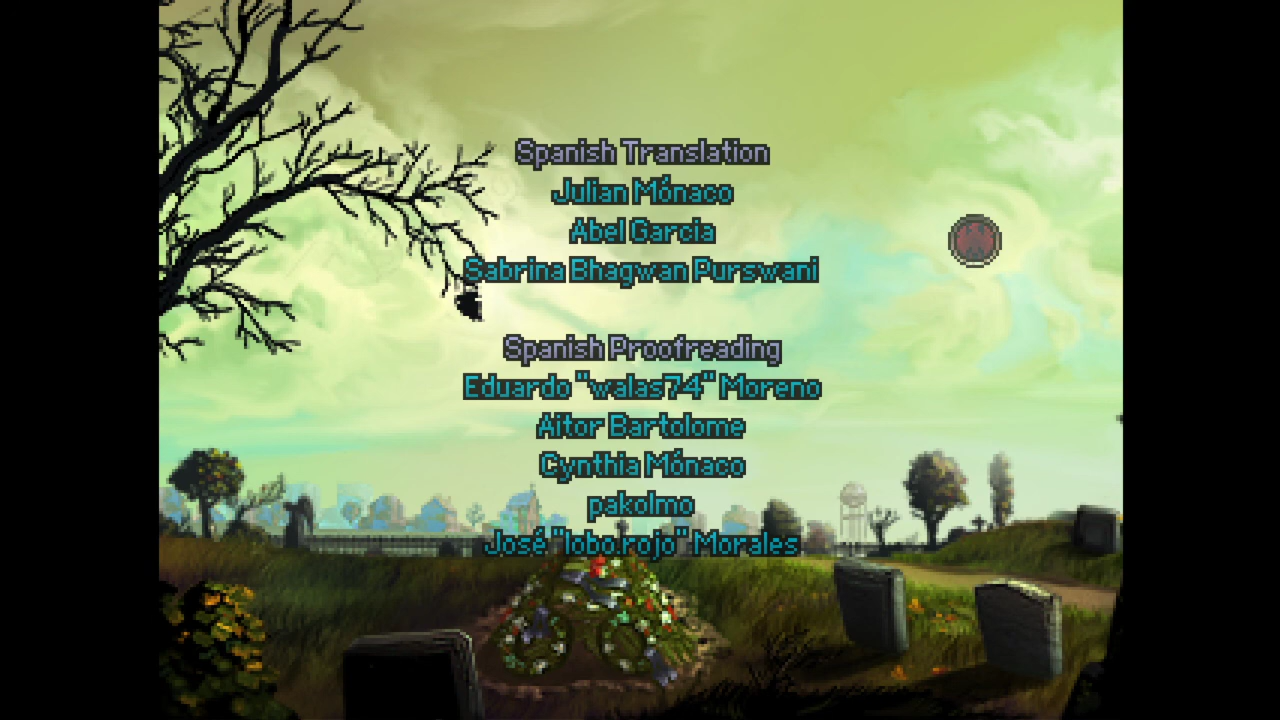 Spanish Translation
Julian Mónaco
Abel Garcia
Sabrina Bhagwan Purswani
Spanish Proofreading
Eduardo "walas74" Moreno
Aitor Bartolome
Cynthia Mónaco
pakolmo
José "lobo.rojo" Morales